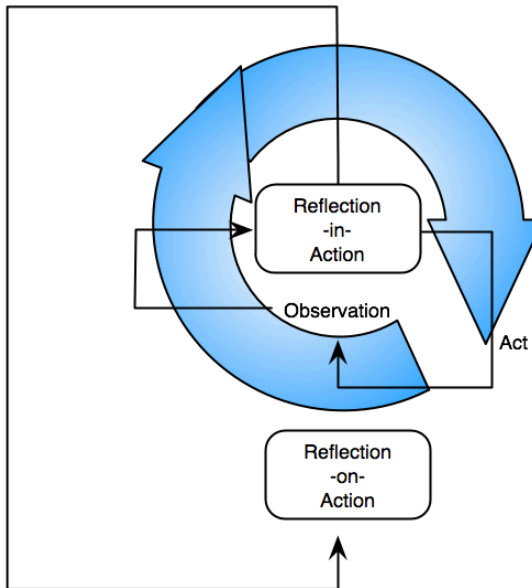 Reflection
-in-
Action
Observation
Act
Reflection
-on-
Action